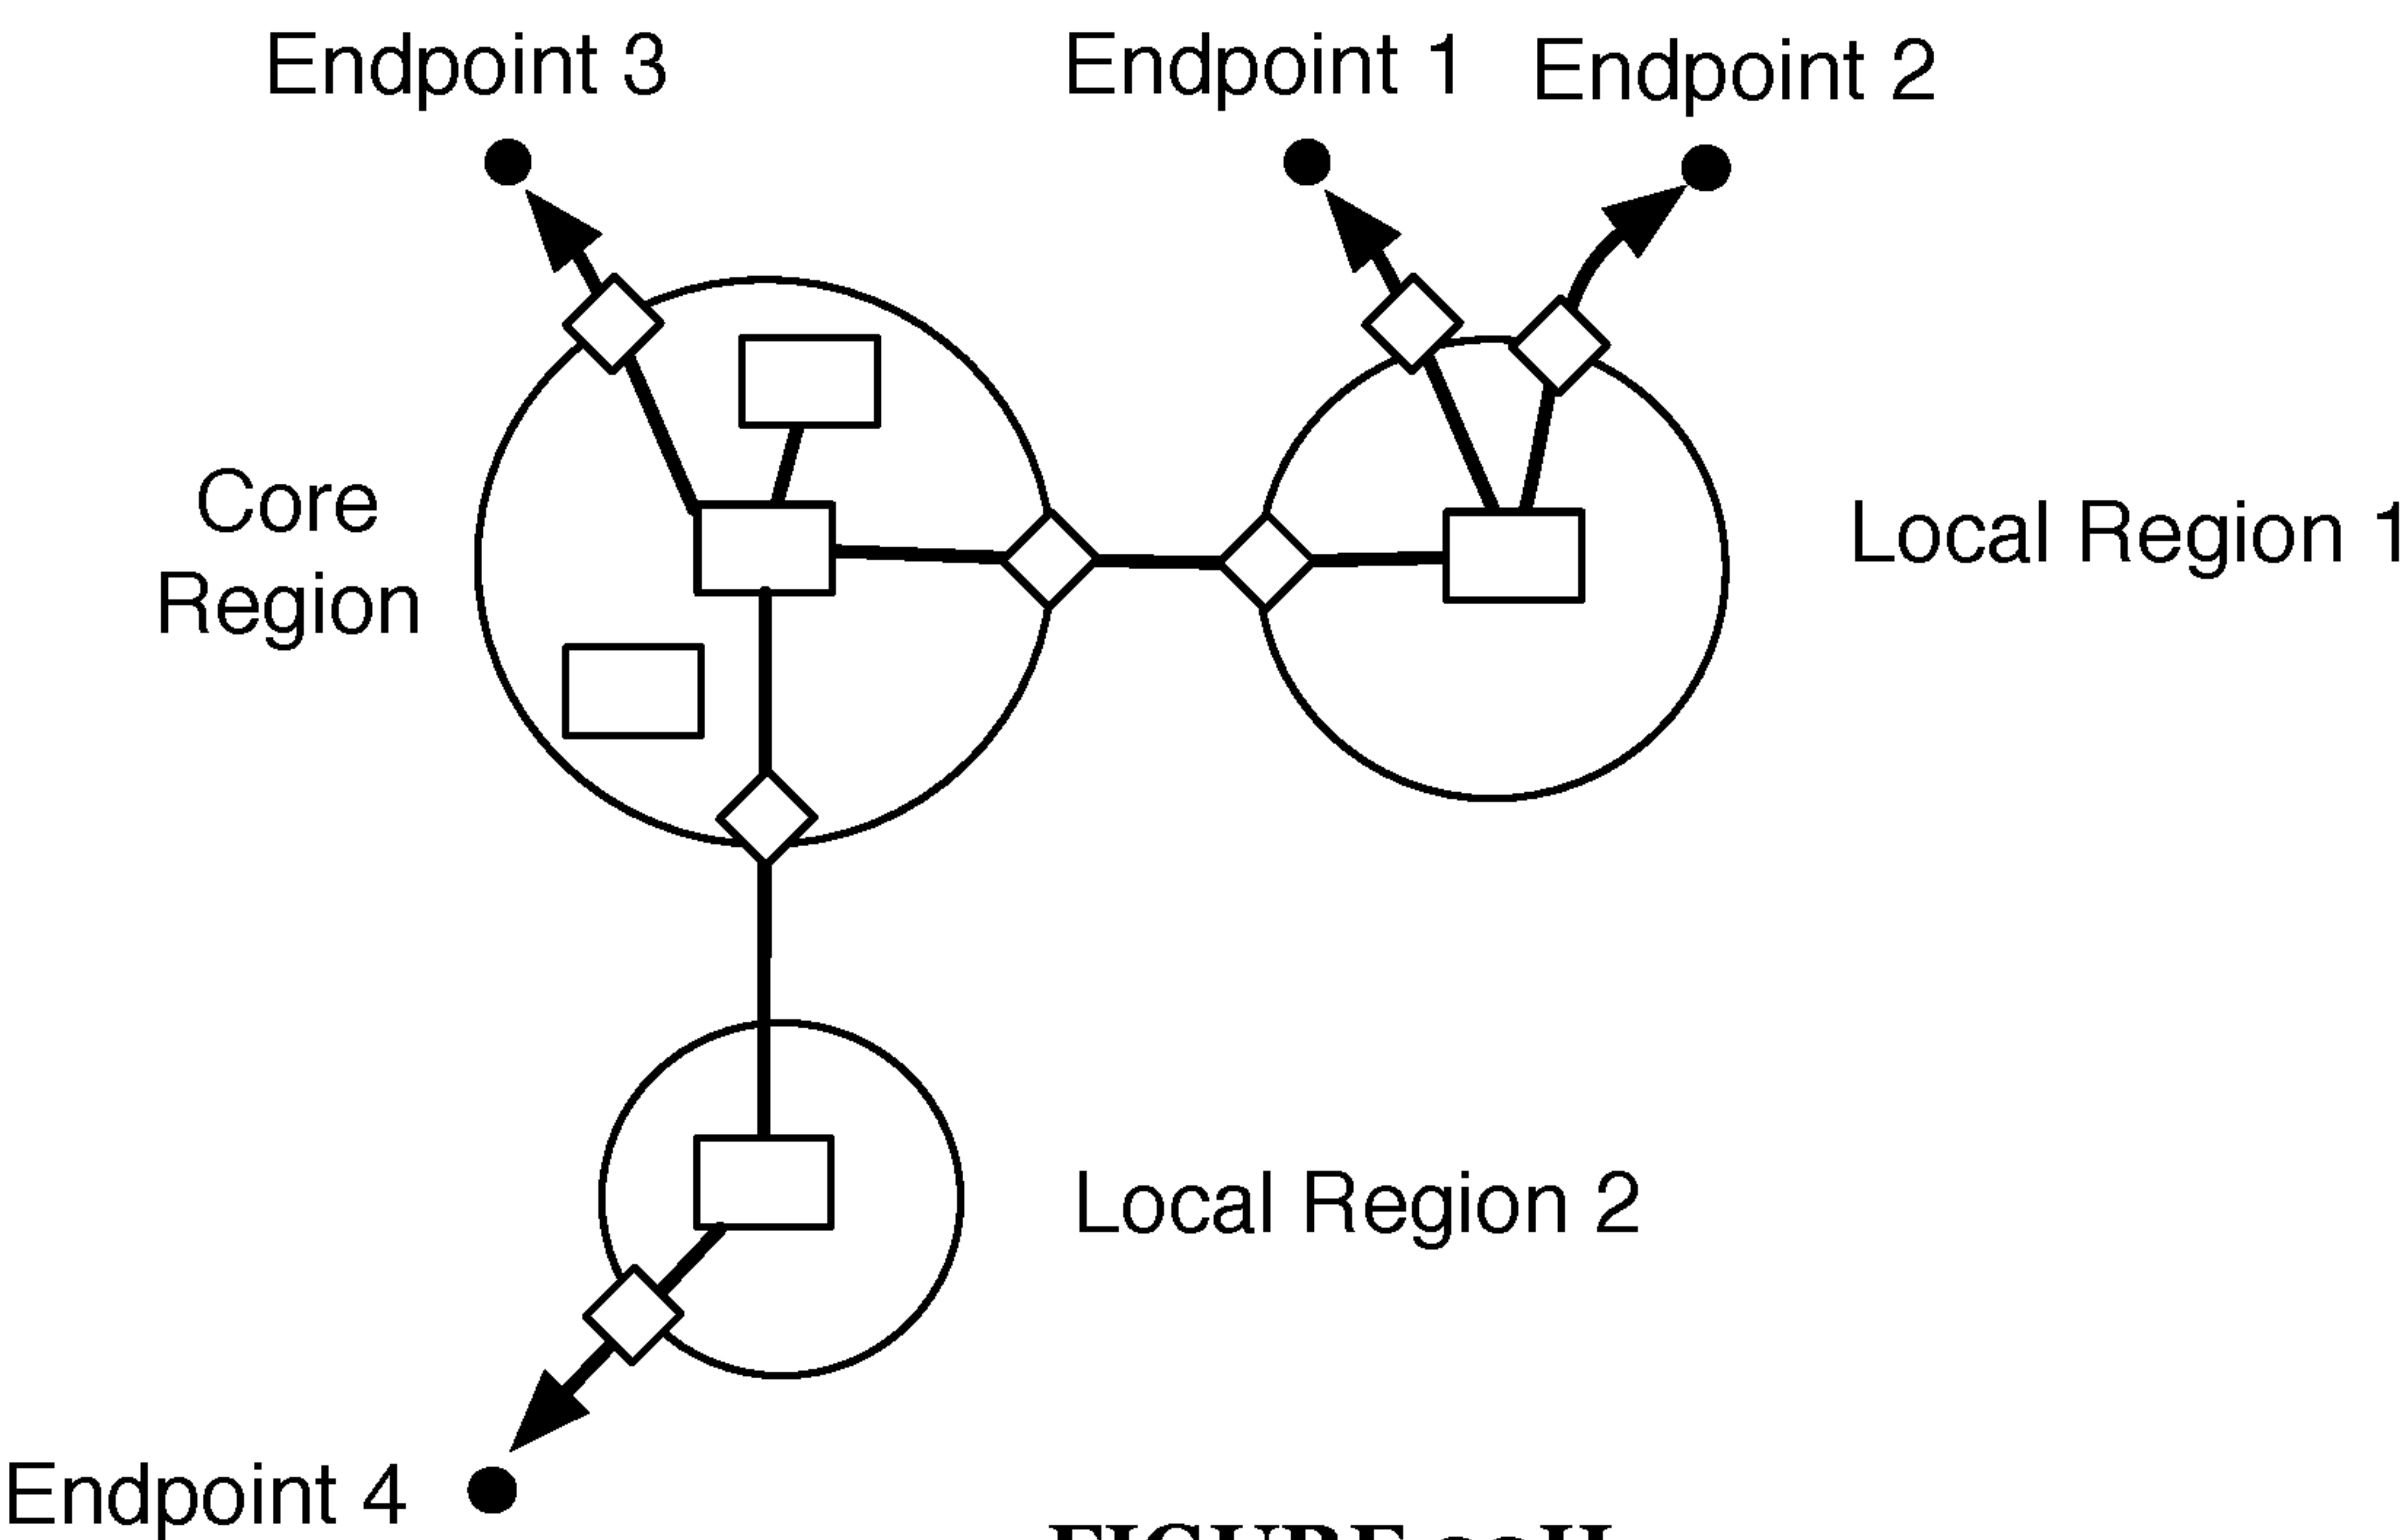 Endpoint 3
Endpoint 1
Endpoint 2
Core
Region
Local Region 1
Local Region 2
Endpoint 4